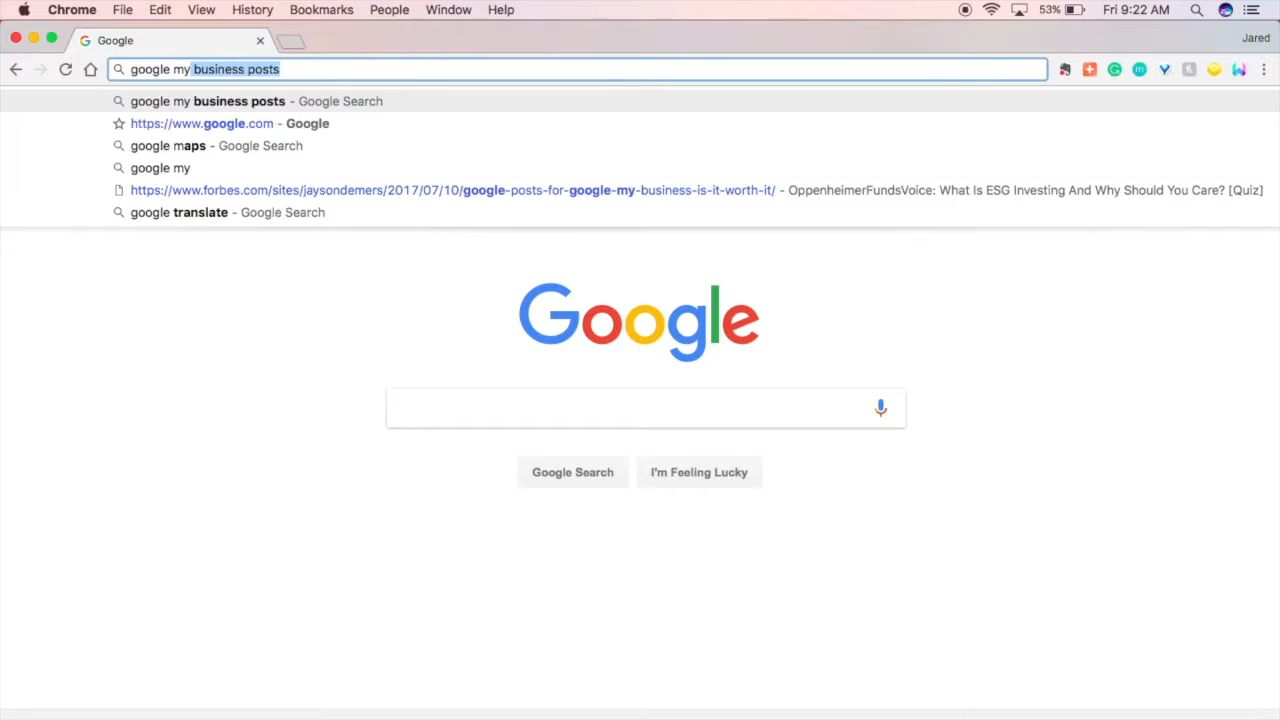 Chrome File Edit View History Bookmarks People Window Help 53% Fri 9:22 AM
Google Jared
google my business posts
google my business posts - Google Search
https://www.google.com - Google
google maps - Google Search
google my
https://www.forbes.com/sites/jaysondemers/2017/07/10/google-posts-for-google-my-business-is-it-worth-it/ - OppenheimerFundsVoice: What Is ESG Investing And Why Should You Care? [Quiz]
google translate - Google Search
Google
Google Search I'm Feeling Lucky